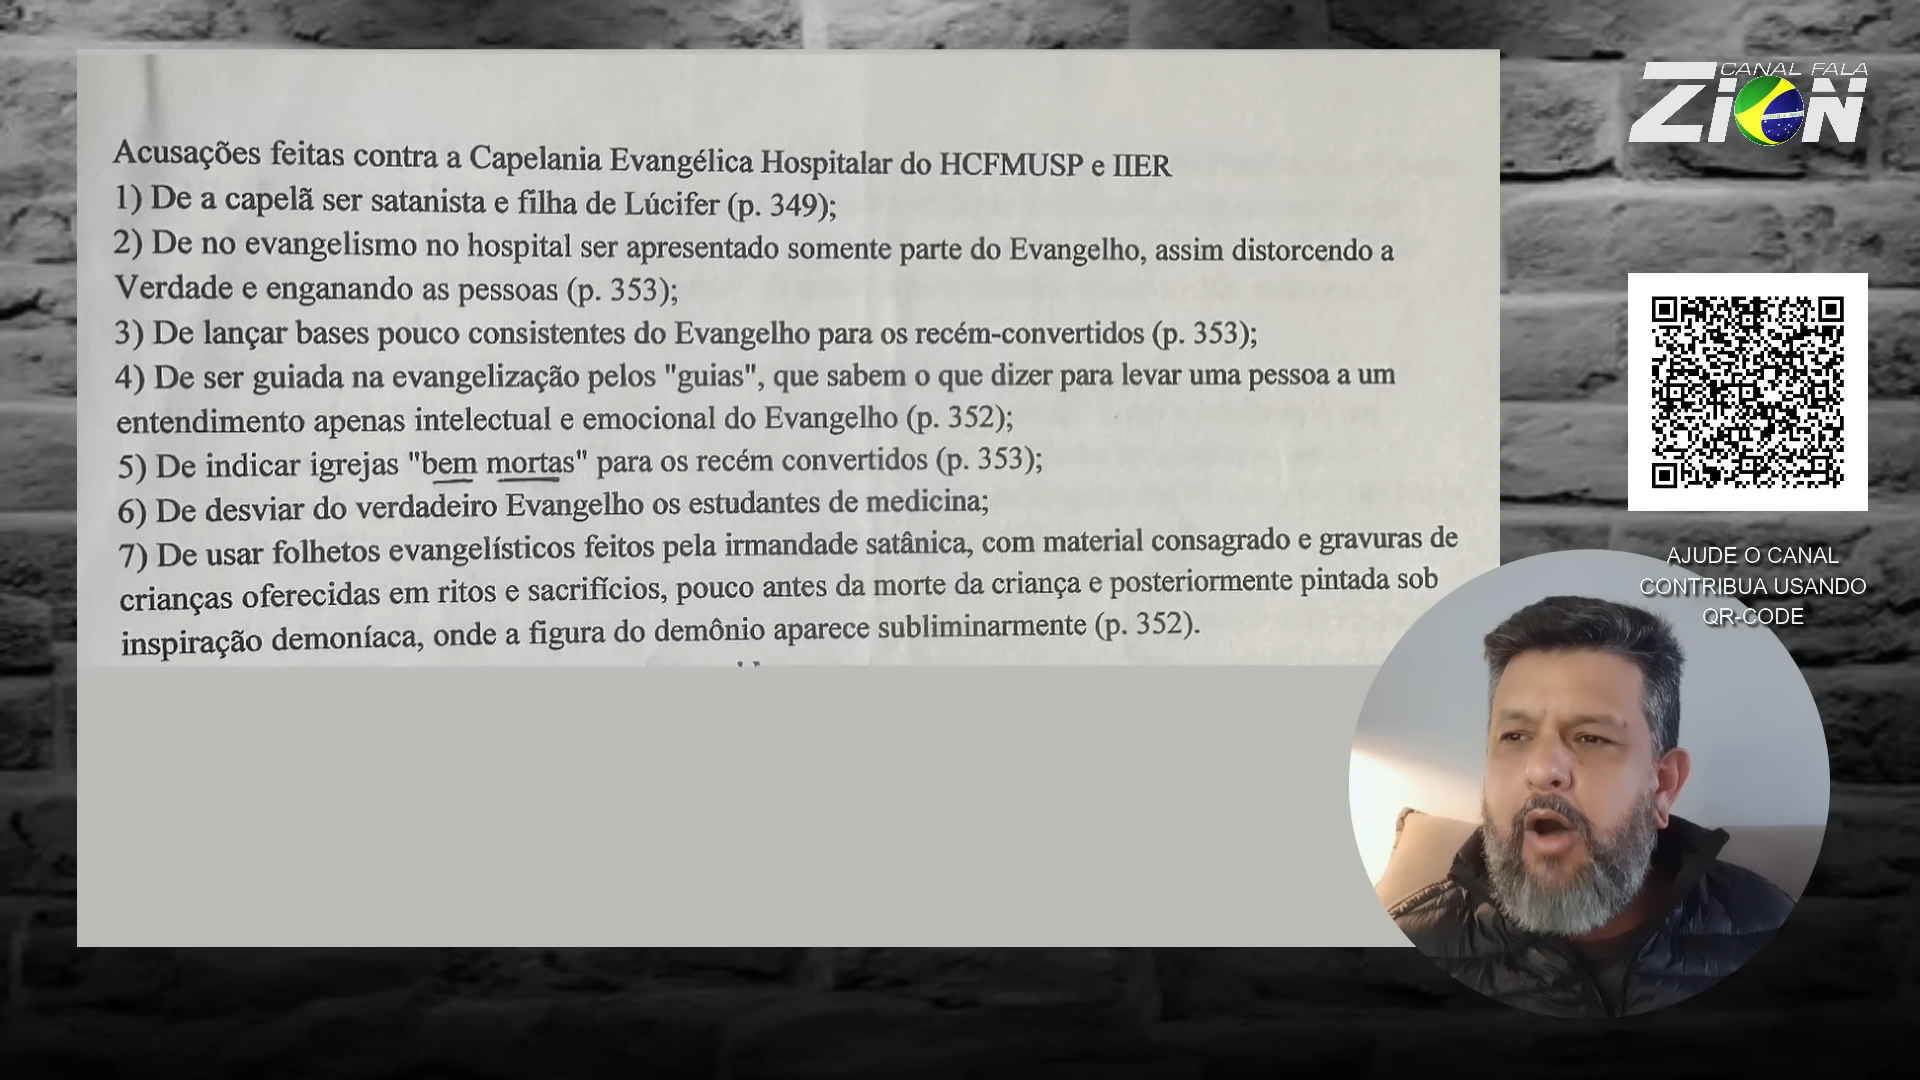 Acusações feitas contra a Capelania Evangélica Hospitalar do HCFMUSP e IIER
1) De a capelã ser satanista e filha de Lúcifer (p. 349);
2) De no evangelismo no hospital ser apresentado somente parte do Evangelho, assim distorcendo a
Verdade e enganando as pessoas (p. 353);
3) De lançar bases pouco consistentes do Evangelho para os recém-convertidos (p. 353);
4) De ser guiada na evangelização pelos "guias", que sabem o que dizer para levar uma pessoa a um
entendimento apenas intelectual e emocional do Evangelho (p. 352);
5) De indicar igrejas "bem mortas" para os recém convertidos (p. 353);
6) De desviar do verdadeiro Evangelho os estudantes de medicina;
7) De usar folhetos evangelísticos feitos pela irmandade satânica, com material consagrado e gravuras de
crianças oferecidas em ritos e sacrifícios, pouco antes da morte da criança e posteriormente pintada sob
inspiração demoníaca, onde a figura do demônio aparece subliminarmente (p. 352).
CANAL FALA
ZION
AJUDE O CANAL
CONTRIBUA USANDO
QR-CODE